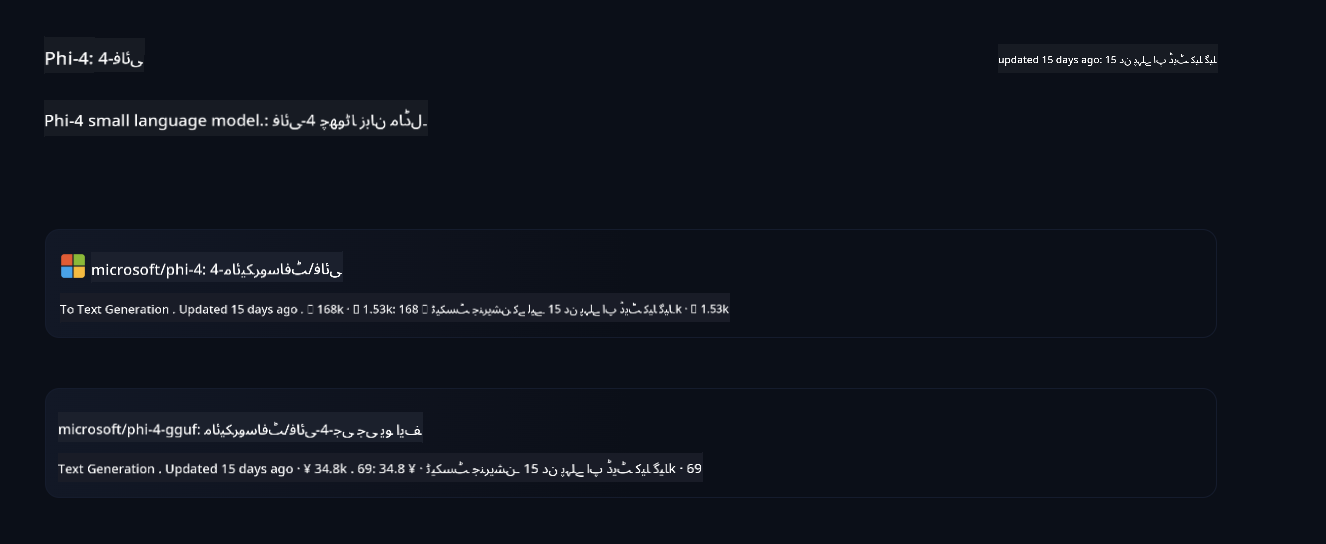 Phi-4: فائی-4
updated 15 days ago: 15 دن پہلے اپ ڈیٹ کیا گیا
Phi-4 small language model.: فائی-4 چھوٹا زبان ماڈل۔
microsoft/phi-4: مائیکروسافٹ/فائی-4
To Text Generation . Updated 15 days ago . 168k · 1.53k: ٹیکسٹ جنریشن کے لیے۔ 15 دن پہلے اپ ڈیٹ کیا گیا۔ 168k · 1.53k
microsoft/phi-4-gguf: مائیکروسافٹ/فائی-4-جی جی یو ایف
Text Generation . Updated 15 days ago · ¥ 34.8k . 69: ٹیکسٹ جنریشن۔ 15 دن پہلے اپ ڈیٹ کیا گیا · ¥ 34.8k · 69